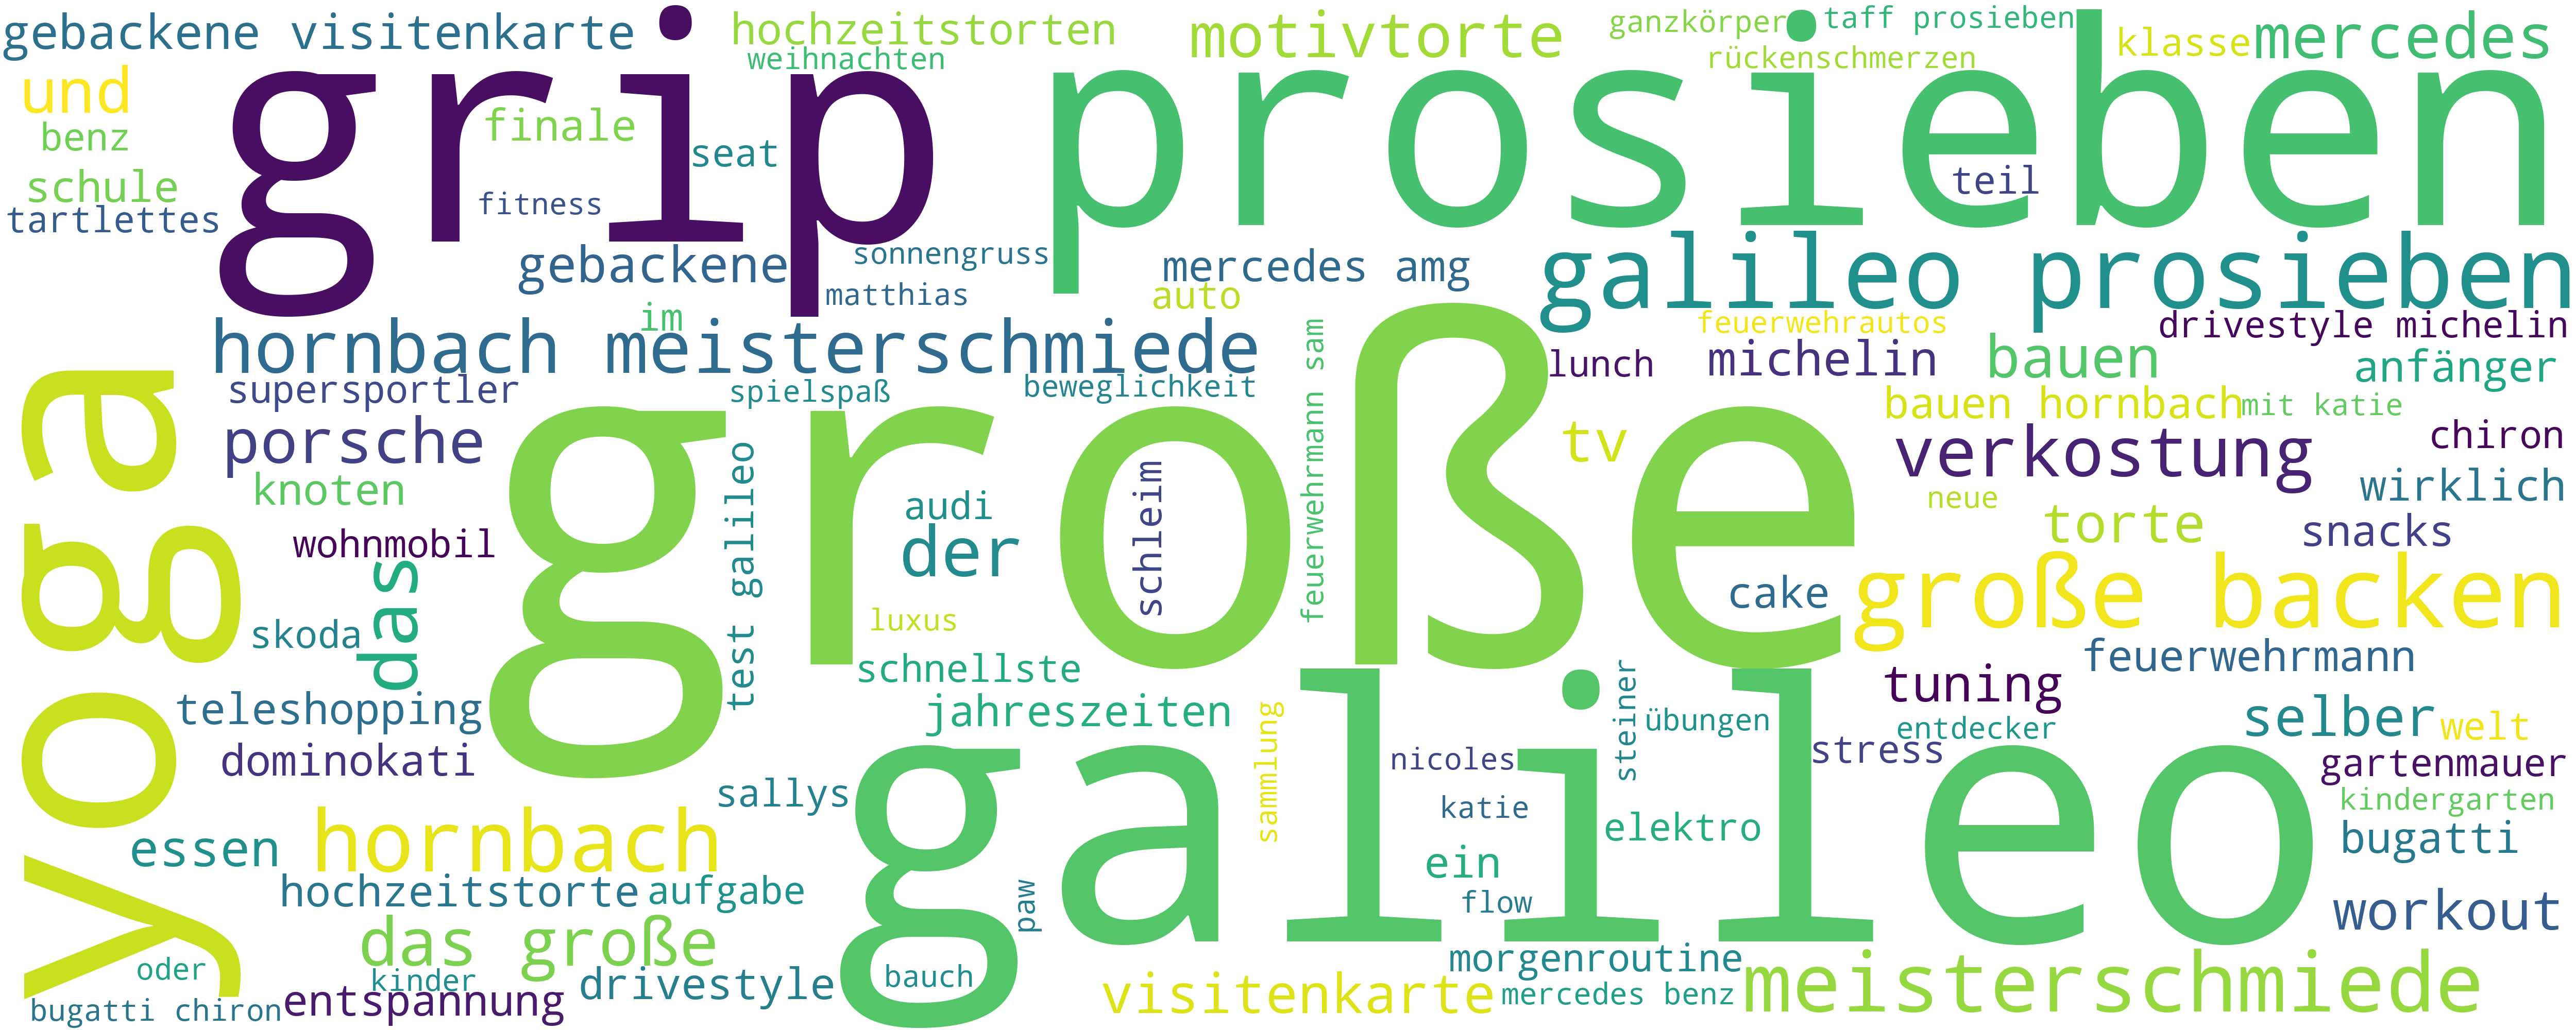 gebackene visitenkarte
hochzeitstorten
motivtorte
ganzkörper
taff prosieben
klasse
mercedes
weihnachten
rückenschmerzen
und
grip
prosieben
benz
finale
seat
schule
teil
tartlettes
fitness
gebackene
sonnengruss
mercedes amg
galileo prosieben
matthias
auto
im
feuerwehrautos
drivestyle michelin
hornbach meisterschmiede
lunch
michelin
bauen
anfänger
supersportler
spielspaß
beweglichkeit
feuerwehrmann sam
bauen hornbach
mit katie
yoga
porsche
große
tv
verkostung
chiron
knoten
test galileo
audi
schleim
neue
wirklich
wohnmobil
der
torte
snacks
das
cake
große backen
skoda
luxus
schnellste
feuerwehrmann
tuning
teleshopping
jahreszeiten
steiner
übungen
entdecker
selber
welt
dominokati
sammlung
nicoles
stress
gartenmauer
sallys
galileo
katie
kindergarten
essen
hornbach
elektro
bugatti
ein
hochzeitstorte
aufgabe
paw
flow
workout
das große
morgenroutine
oder
kinder
drivestyle
bauch
visitenkarte
mercedes benz
meisterschmiede
bugatti chiron
entspannung